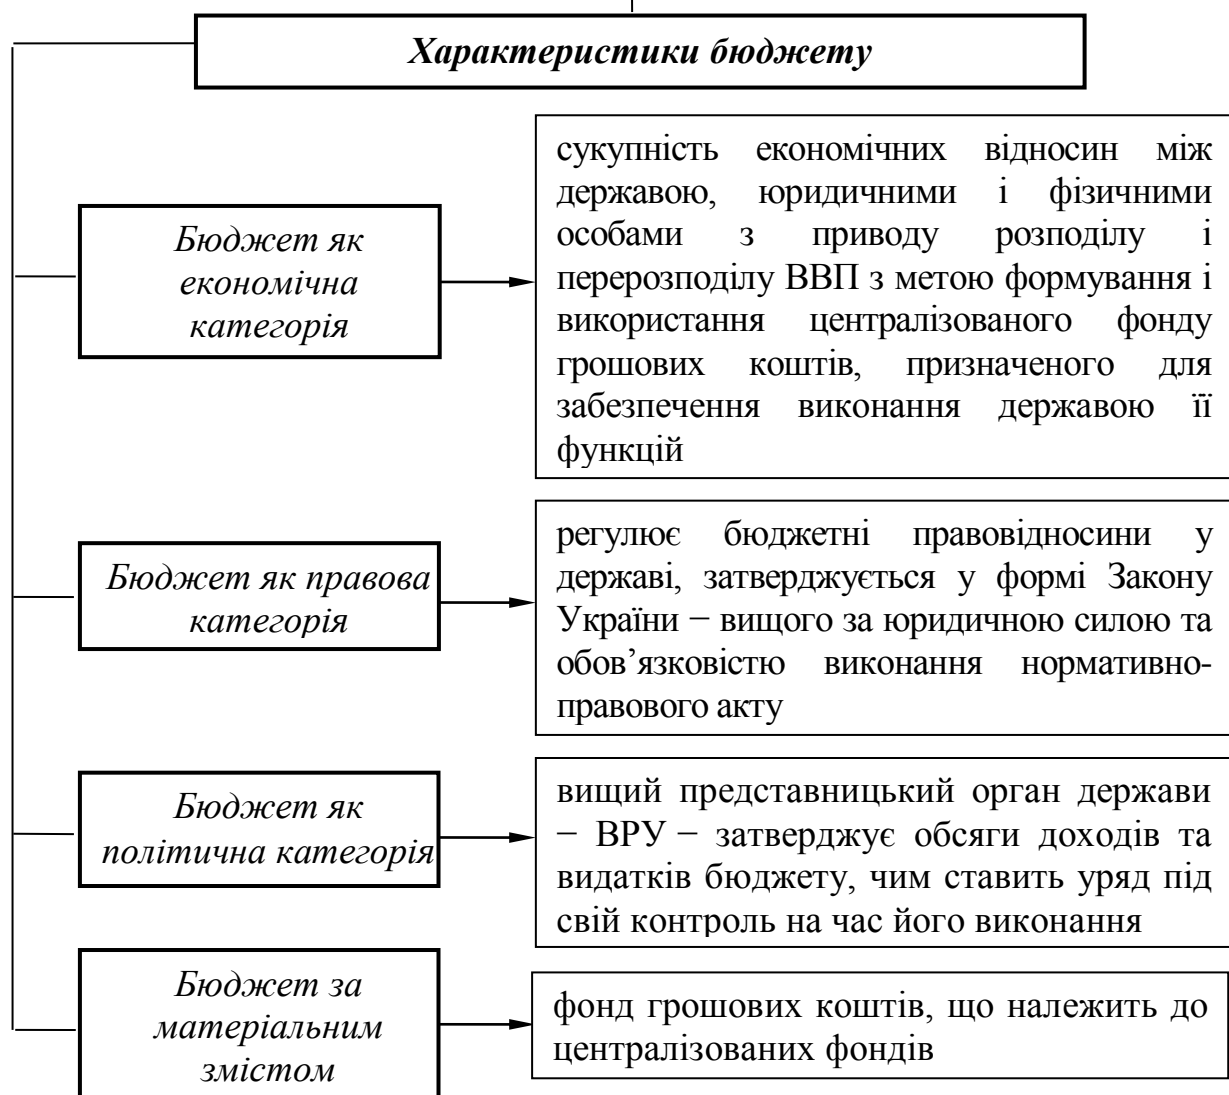 Характеристики бюджету
Бюджет як
економічна
категорія
сукупність економічних відносин між
державою, юридичними і фізичними
особами з приводу розподілу і
перерозподілу ВВП з метою формування і
використання централізованого фонду
грошових коштів, призначеного для
забезпечення виконання державою її
функцій
Бюджет як правова
категорія
регулює бюджетні правовідносини у
державі, затверджується у формі Закону
України − вищого за юридичною силою та
обов’язковістю виконання нормативно-
правового акту
Бюджет як
політична категорія
вищий представницький орган держави
− ВРУ − затверджує обсяги доходів та
видатків бюджету, чим ставить уряд під
свій контроль на час його виконання
Бюджет за
матеріальним
змістом
фонд грошових коштів, що належить до
централізованих фондів